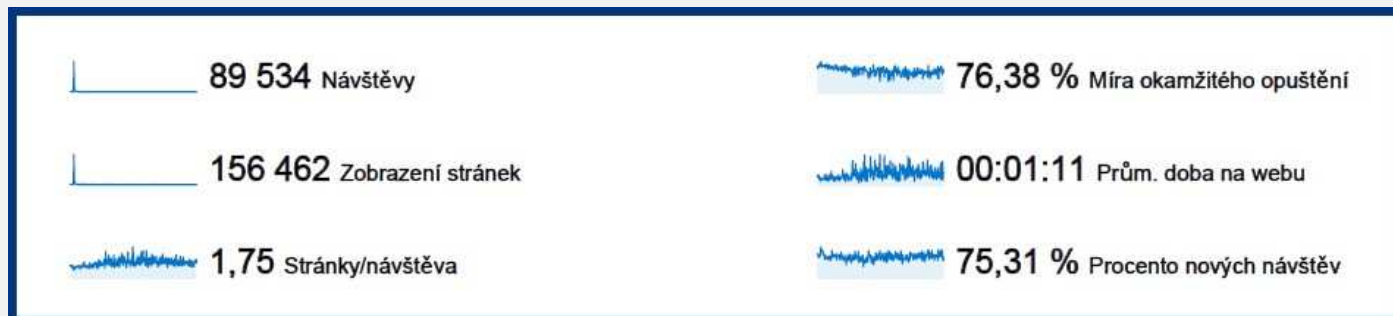 89 534 Návštěvy
156 462 Zobrazení stránek
1,75 Stránky/návštěva
76,38 % Míra okamžitého opuštění
00:01:11 Prům. doba na webu
75,31 % Procento nových návštěv